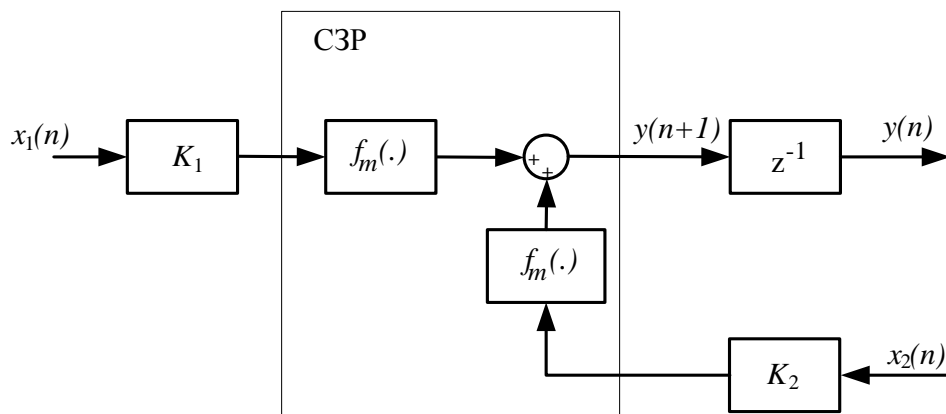 СЗР
x₁(n)
K₁
fₘ(.)
+
+
y(n+1)
z⁻¹
y(n)
fₘ(.)
K₂
x₂(n)